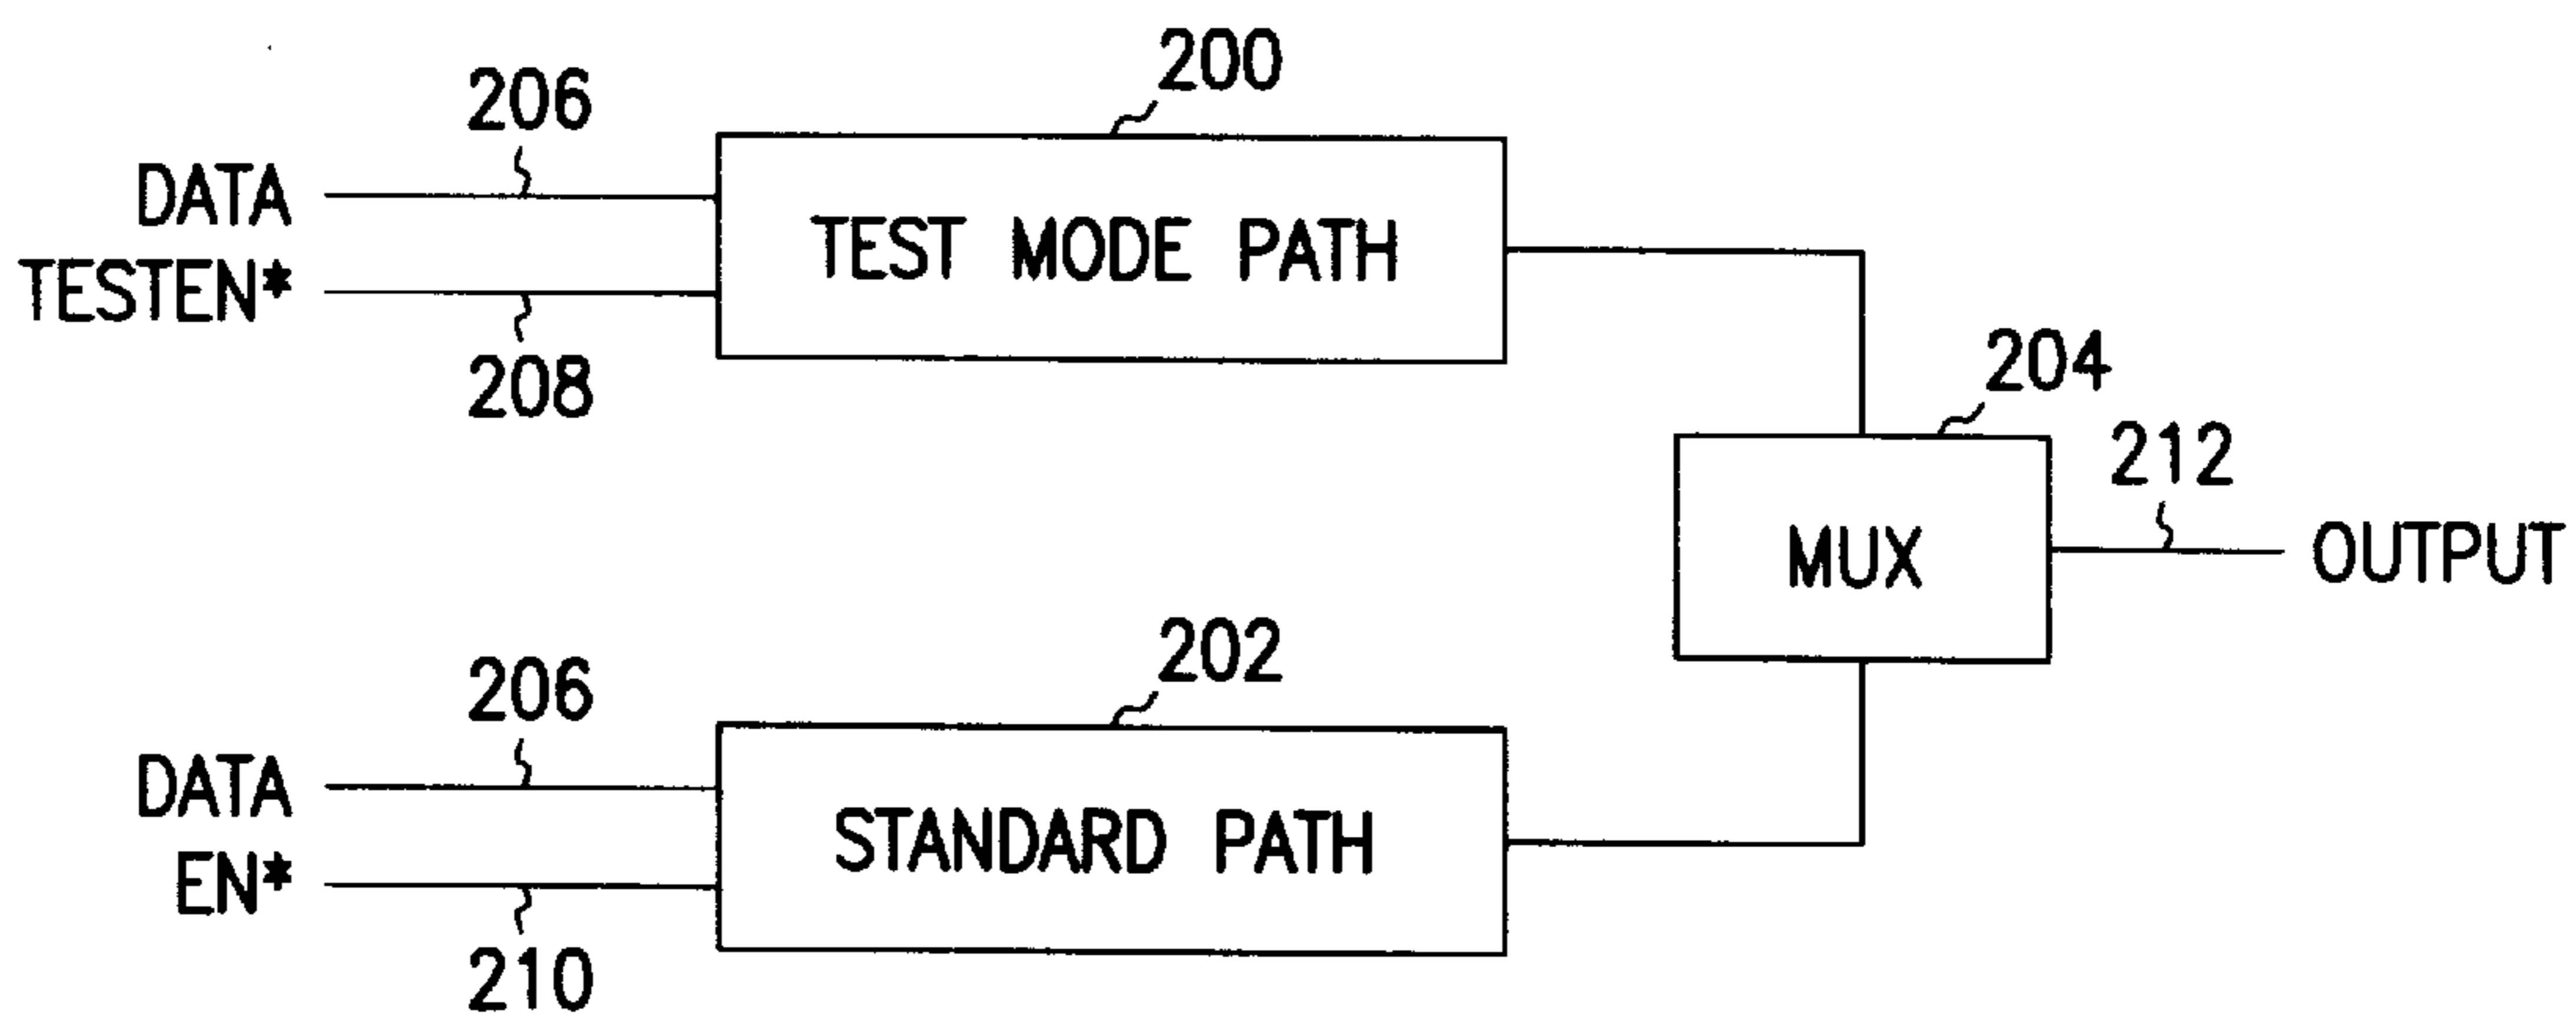 200
206
DATA
TEST MODE PATH
TESTEN*
208
204
212
MUX
OUTPUT
202
206
DATA
STANDARD PATH
EN*
210